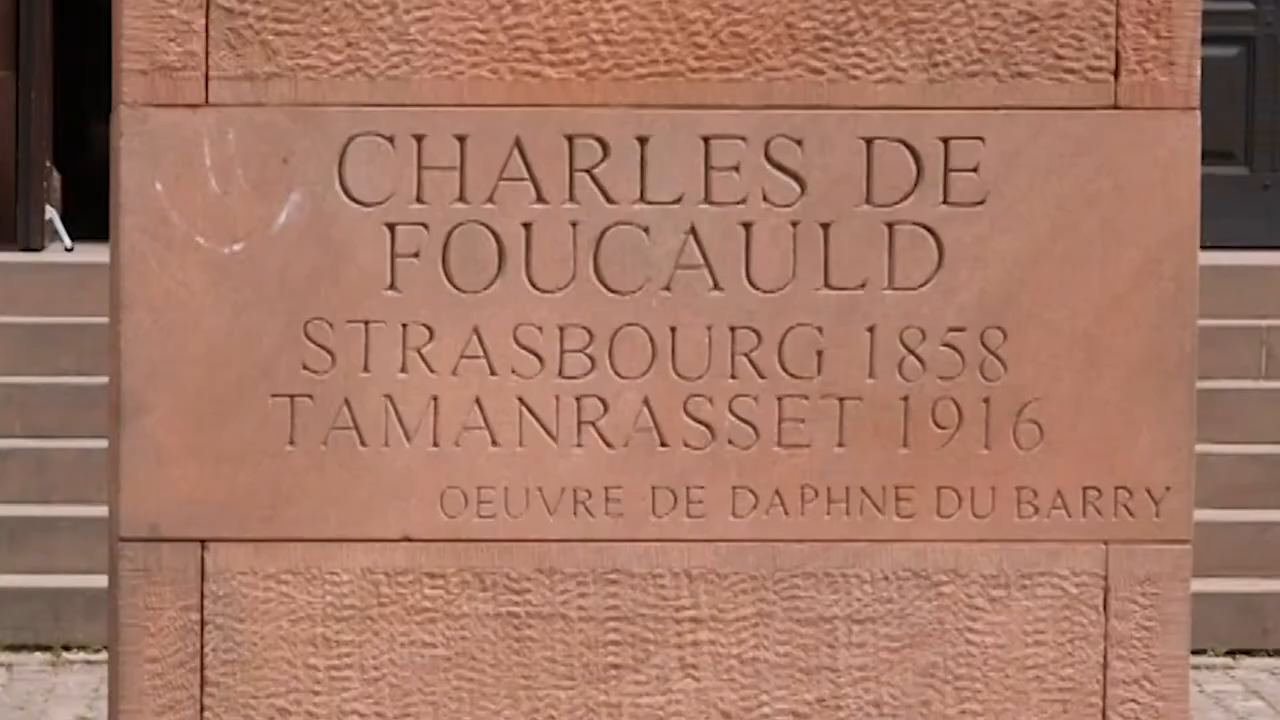 CHARLES DE
FOUCAULD
STRASBOURG 1858
TAMANRASSET 1916
OEUVRE DE DAPHNE DU BARRY